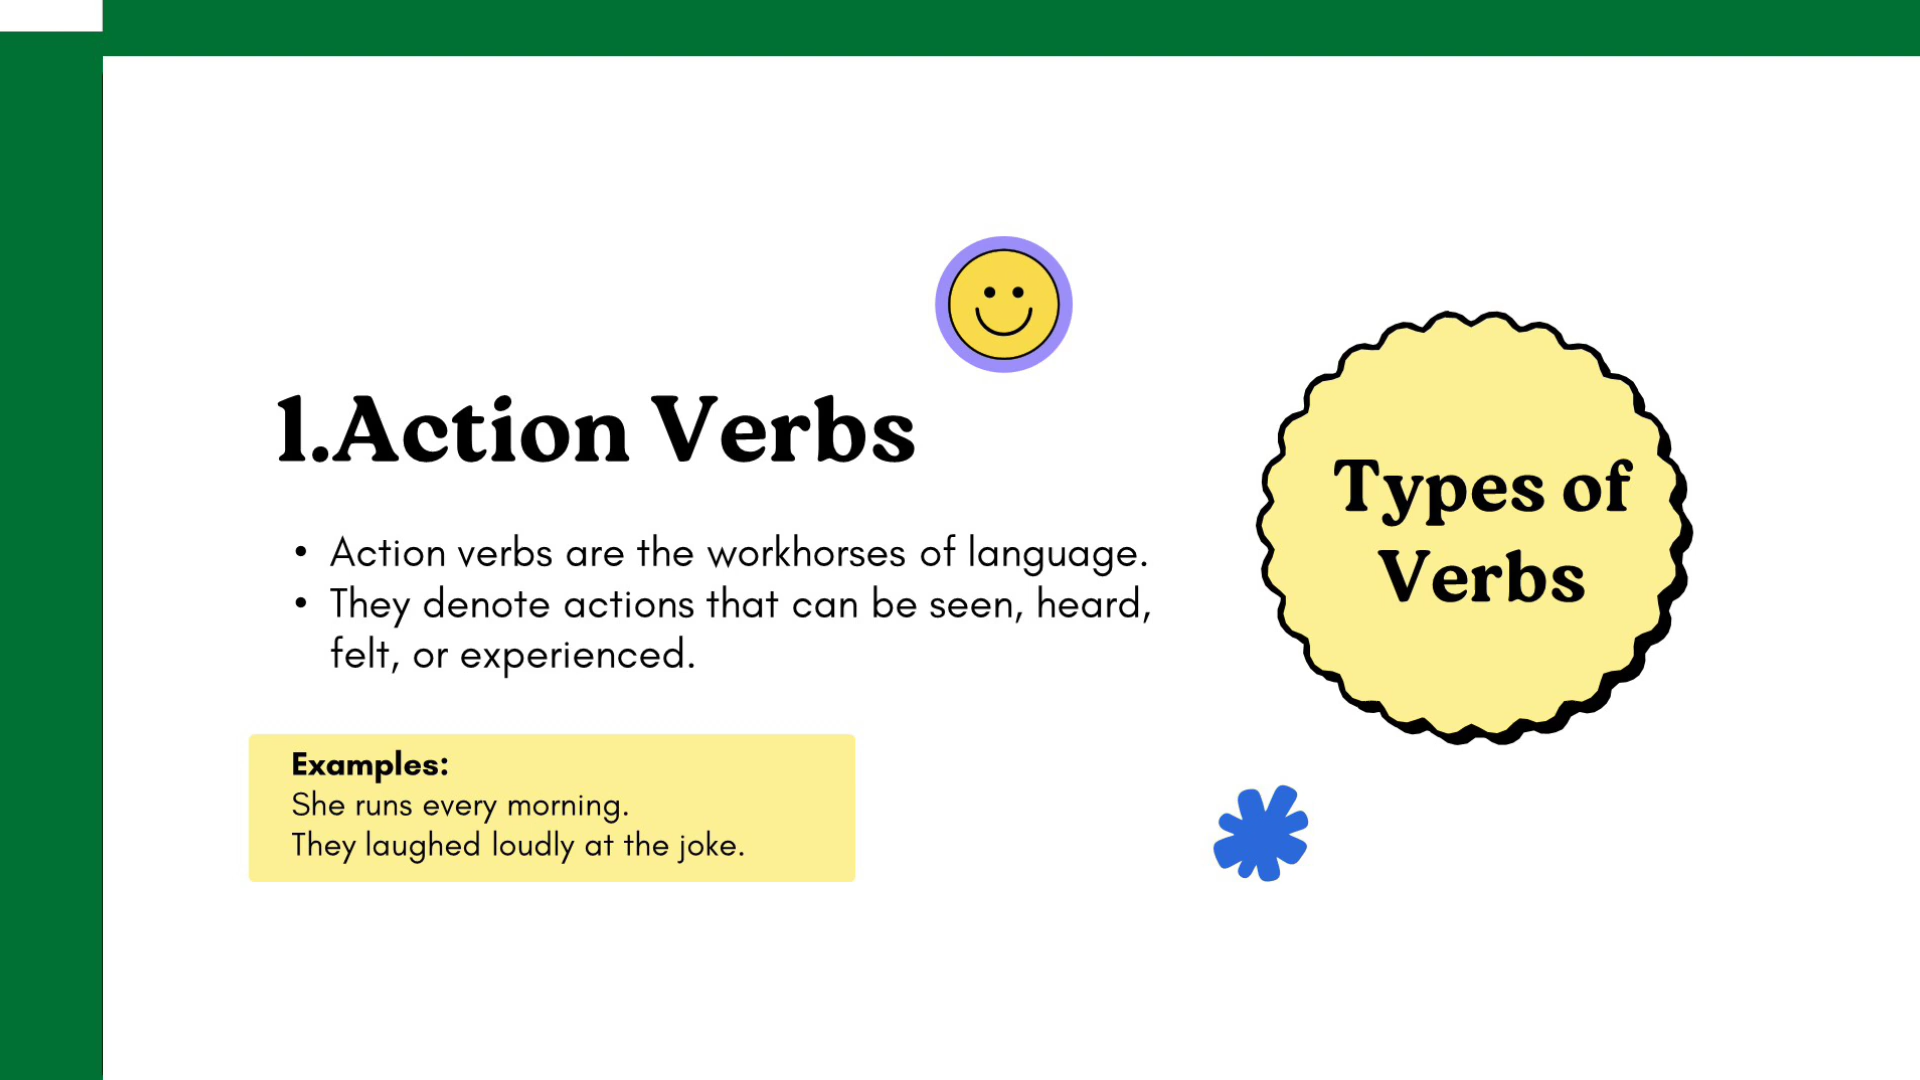 1.Action Verbs
• Action verbs are the workhorses of language.
• They denote actions that can be seen, heard,
felt, or experienced.
Examples:
She runs every morning.
They laughed loudly at the joke.
Types of
Verbs